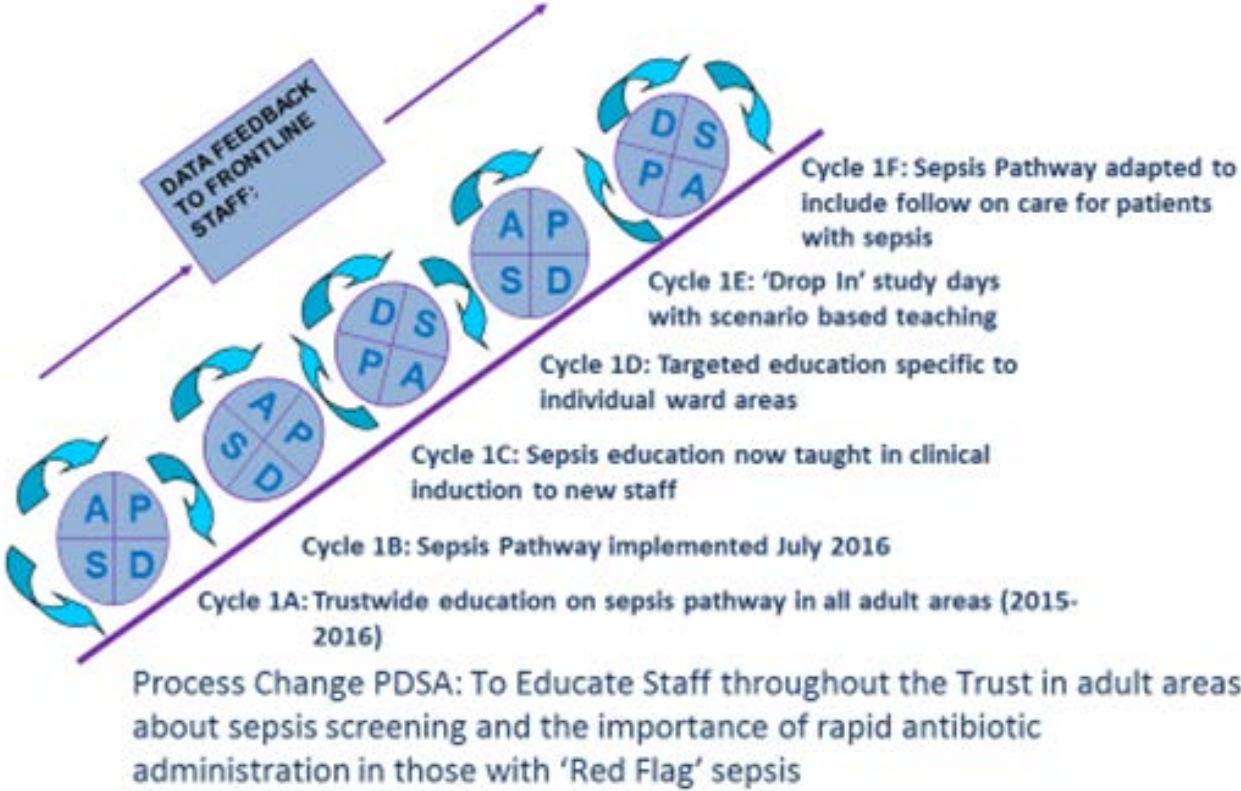 DATA FEEDBACK
TO FRONTLINE
STAFF:
D S
P A
A P
S D
D S
P A
A P
S D
A P
S D
Cycle 1F: Sepsis Pathway adapted to
include follow on care for patients
with sepsis
Cycle 1E: ‘Drop In’ study days
with scenario based teaching
Cycle 1D: Targeted education specific to
individual ward areas
Cycle 1C: Sepsis education now taught in clinical
induction to new staff
Cycle 1B: Sepsis Pathway implemented July 2016
Cycle 1A: Trustwide education on sepsis pathway in all adult areas (2015-
2016)
Process Change PDSA: To Educate Staff throughout the Trust in adult areas
about sepsis screening and the importance of rapid antibiotic
administration in those with ‘Red Flag’ sepsis